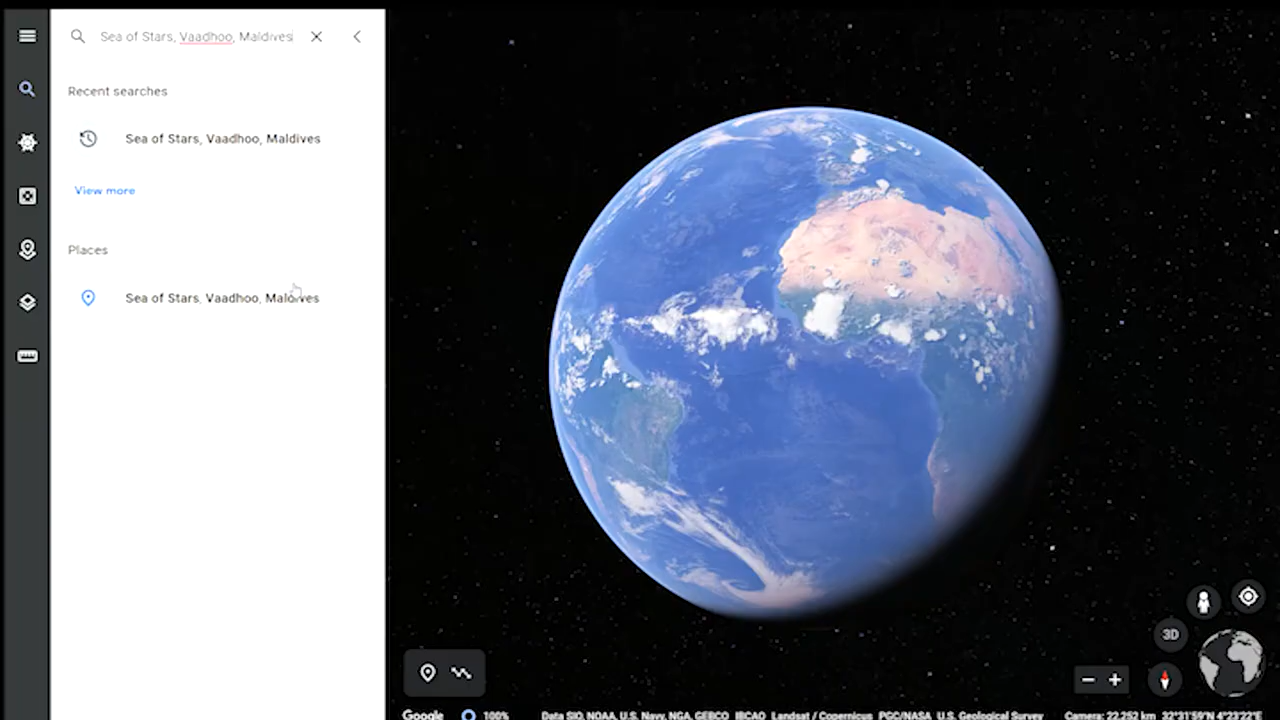 Sea of Stars, Vaadhoo, Maldives
Recent searches
Sea of Stars, Vaadhoo, Maldives
View more
Places
Sea of Stars, Vaadhoo, Maldives
3D
Google 100% Data SIO, NOAA, U.S. Navy, NGA, GEBCO IBCAO Landsat / Copernicus PGC/NASA U.S. Geological Survey Camera: 22,252 km